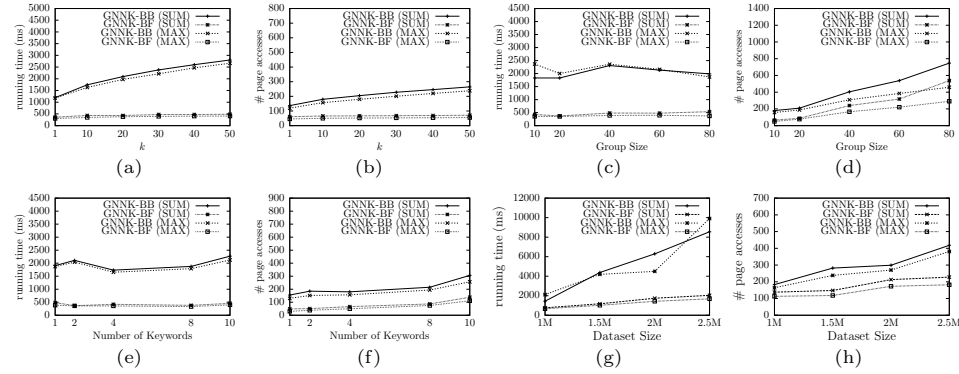 5000
4500
4000
3500
3000
2500
2000
1500
1000
500
0
running time (ms)
GNNK-BB (SUM)
GNNK-BF (SUM)
GNNK-BB (MAX)
GNNK-BF (MAX)
1 10 20 30 40 50
k
(a)
800
700
600
500
400
300
200
100
0
# page accesses
GNNK-BB (SUM)
GNNK-BF (SUM)
GNNK-BB (MAX)
GNNK-BF (MAX)
1 10 20 30 40 50
k
(b)
4500
4000
3500
3000
2500
2000
1500
1000
500
0
running time (ms)
GNNK-BB (SUM)
GNNK-BF (SUM)
GNNK-BB (MAX)
GNNK-BF (MAX)
10 20 40 60 80
Group Size
(c)
1400
1200
1000
800
600
400
200
0
# page accesses
GNNK-BB (SUM)
GNNK-BF (SUM)
GNNK-BB (MAX)
GNNK-BF (MAX)
10 20 40 60 80
Group Size
(d)
4500
4000
3500
3000
2500
2000
1500
1000
500
0
running time (ms)
GNNK-BB (SUM)
GNNK-BF (SUM)
GNNK-BB (MAX)
GNNK-BF (MAX)
1 2 4 8 10
Number of Keywords
(e)
900
800
700
600
500
400
300
200
100
0
# page accesses
GNNK-BB (SUM)
GNNK-BF (SUM)
GNNK-BB (MAX)
GNNK-BF (MAX)
1 2 4 8 10
Number of Keywords
(f)
12000
10000
8000
6000
4000
2000
0
running time (ms)
GNNK-BB (SUM)
GNNK-BF (SUM)
GNNK-BB (MAX)
GNNK-BF (MAX)
1M 1.5M 2M 2.5M
Dataset Size
(g)
700
600
500
400
300
200
100
0
# page accesses
GNNK-BB (SUM)
GNNK-BF (SUM)
GNNK-BB (MAX)
GNNK-BF (MAX)
1M 1.5M 2M 2.5M
Dataset Size
(h)